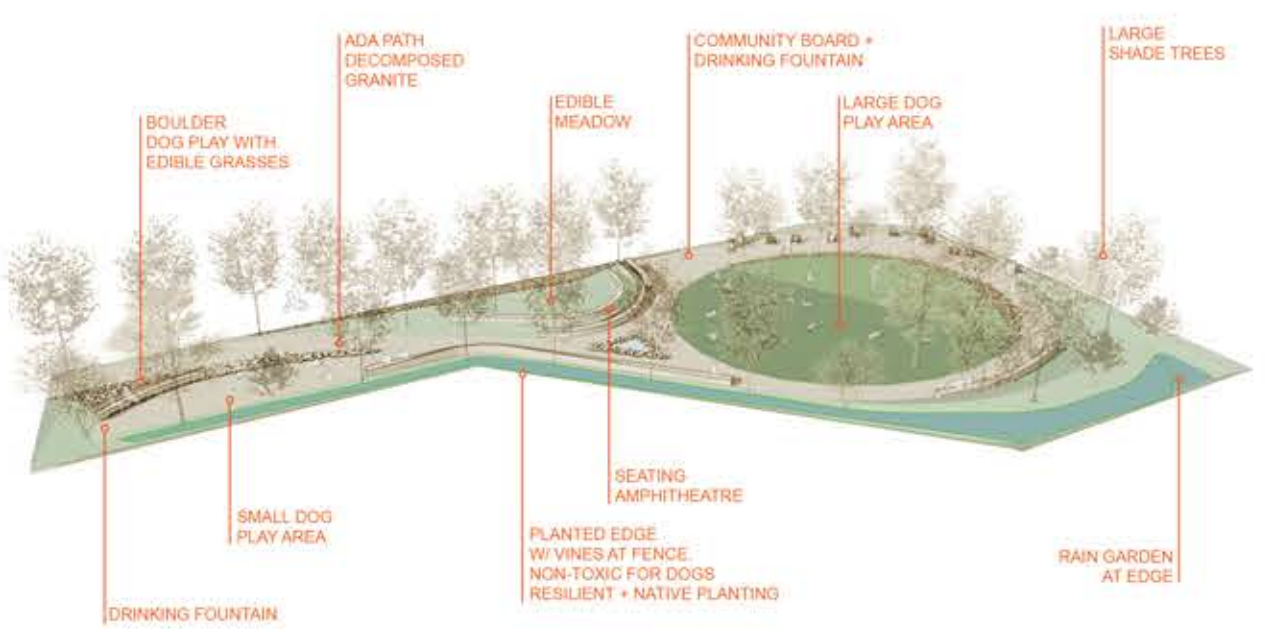 ADA PATH
DECOMPOSED
GRANITE
COMMUNITY BOARD +
DRINKING FOUNTAIN
LARGE
SHADE TREES
BOULDER
DOG PLAY WITH
EDIBLE GRASSES
EDIBLE
MEADOW
LARGE DOG
PLAY AREA
SEATING
AMPHITHEATRE
SMALL DOG
PLAY AREA
PLANTED EDGE
W/ VINES AT FENCE.
NON-TOXIC FOR DOGS
RESILIENT + NATIVE PLANTING
RAIN GARDEN
AT EDGE
DRINKING FOUNTAIN